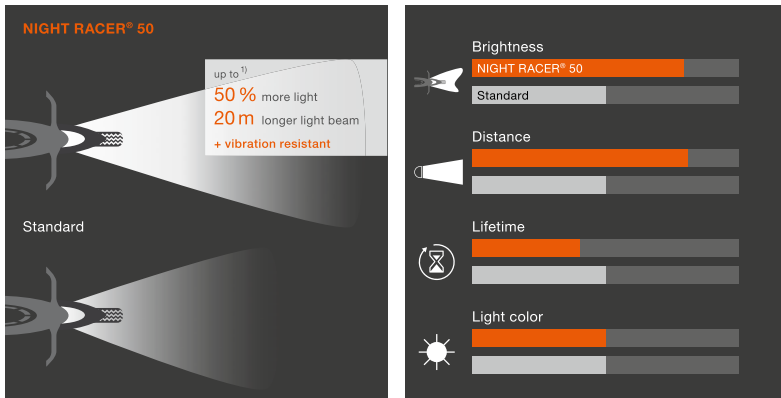 NIGHT RACER® 50
up to 1)
50 % more light
20 m longer light beam
+ vibration resistant
Standard
Brightness
NIGHT RACER® 50
Standard
Distance
Lifetime
Light color